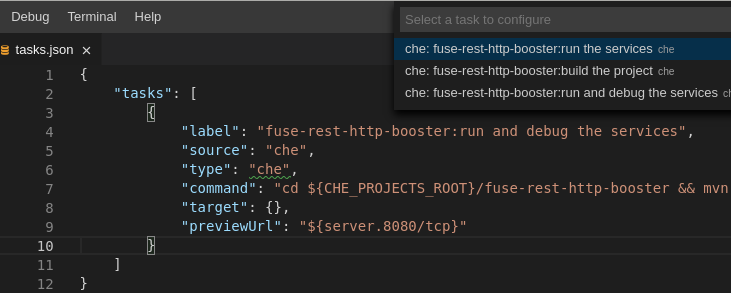 Debug Terminal Help
Select a task to configure
tasks.json ×
che: fuse-rest-http-booster:run the services che
che: fuse-rest-http-booster:build the project che
che: fuse-rest-http-booster:run and debug the services
1 {
2 "tasks": [
3 {
4 "label": "fuse-rest-http-booster:run and debug the services",
5 "source": "che",
6 "type": "che",
7 "command": "cd ${CHE_PROJECTS_ROOT}/fuse-rest-http-booster && mvn
8 "target": {},
9 "previewUrl": "${server.8080/tcp}"
10 }
11 ]
12 }